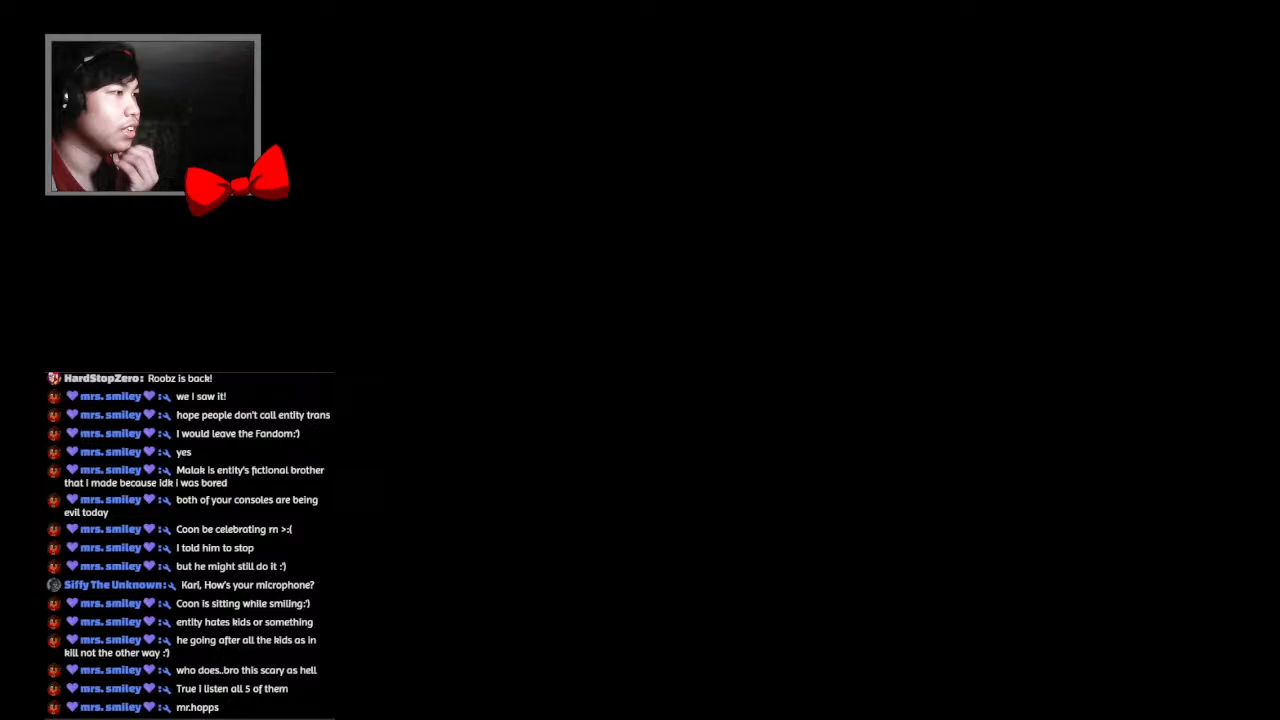 HardStopZero: Roobz is back!
mrs. smiley: we I saw it!
mrs. smiley: hope people don't call entity trans
mrs. smiley: I would leave the Fandom:')
mrs. smiley: yes
mrs. smiley: Malak is entity's fictional brother
that i made because idk i was bored
mrs. smiley: both of your consoles are being
evil today
mrs. smiley: Coon be celebrating rn >:(
mrs. smiley: I told him to stop
mrs. smiley: but he might still do it :')
Siffy The Unknown: Kari, How's your microphone?
mrs. smiley: Coon is sitting while smiling:')
mrs. smiley: entity hates kids or something
mrs. smiley: he going after all the kids as in
kill not the other way :')
mrs. smiley: who does..bro this scary as hell
mrs. smiley: True i listen all 5 of them
mrs. smiley: mr.hopps